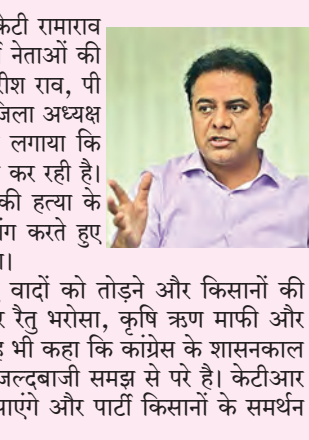 केटी रामाराव
नेताओं की
रीश राव, पी
जिला अध्यक्ष
लगाया कि
कर रही है।
की हत्या के
करते हुए
वादों को तोड़ने और किसानों की
रैतु भरोसा, कृषि ऋण माफी और
भी कहा कि कांग्रेस के शासनकाल
जल्दबाजी समझ से परे है। केटीआर
और पार्टी किसानों के समर्थन